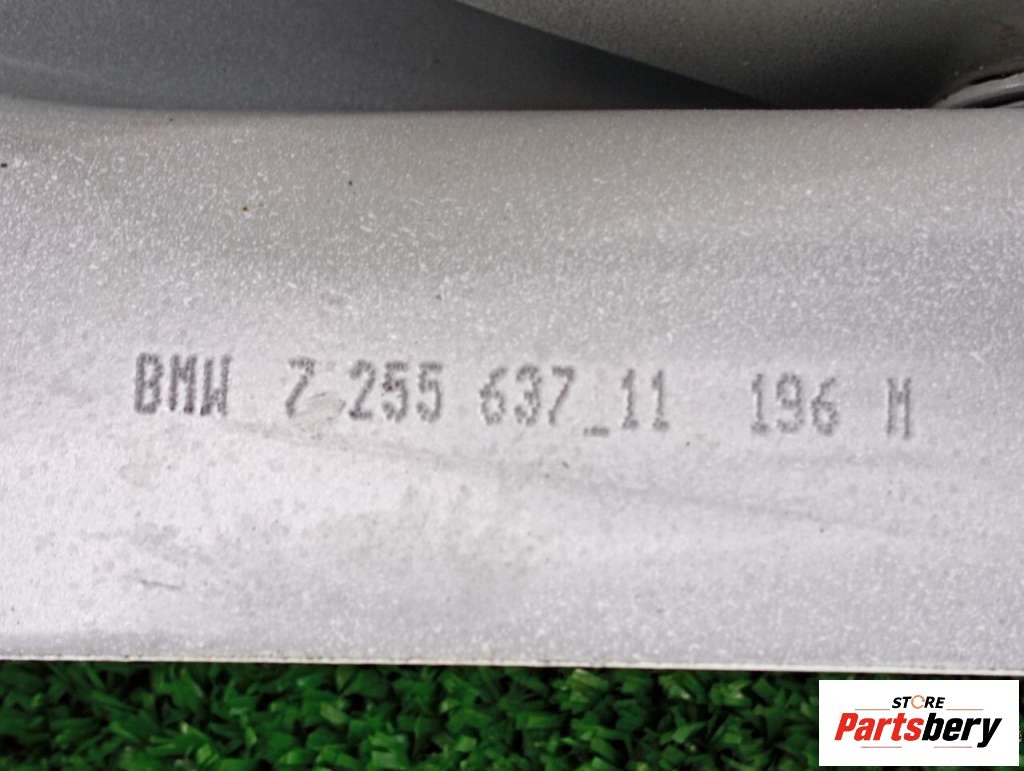 BMW 7 255 637_11 196 M
STORE
Partsbery